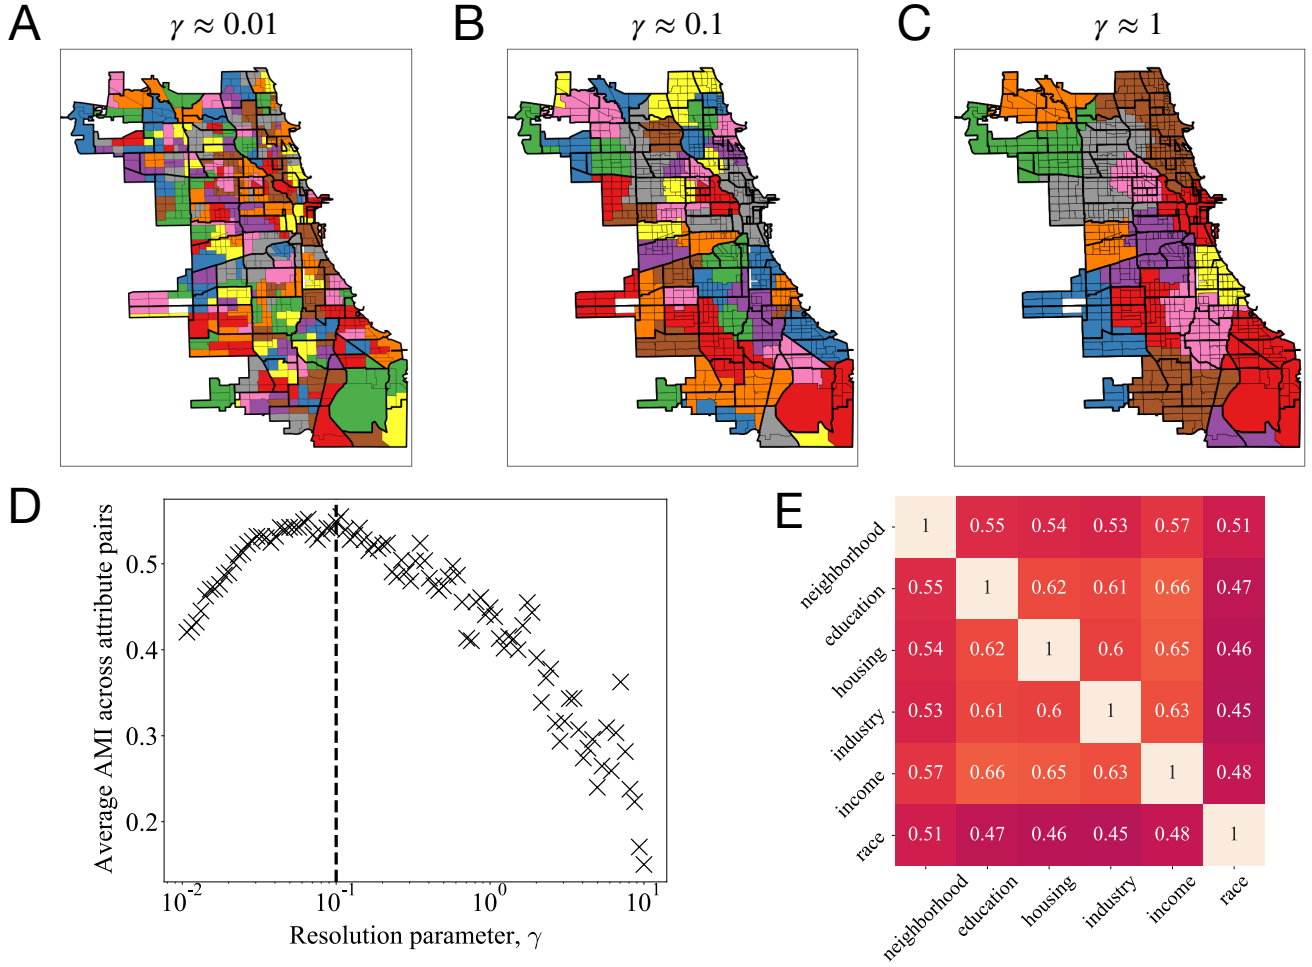 A
γ ≈ 0.01
B
γ ≈ 0.1
C
γ ≈ 1
D
Average AMI across attribute pairs
0.5
0.4
0.3
0.2
10⁻²
10⁻¹
10⁰
10¹
Resolution parameter, γ
E
neighborhood 1 0.55 0.54 0.53 0.57 0.51
education 0.55 1 0.62 0.61 0.66 0.47
housing 0.54 0.62 1 0.6 0.65 0.46
industry 0.53 0.61 0.6 1 0.63 0.45
income 0.57 0.66 0.65 0.63 1 0.48
race 0.51 0.47 0.46 0.45 0.48 1
neighborhood education housing industry income race